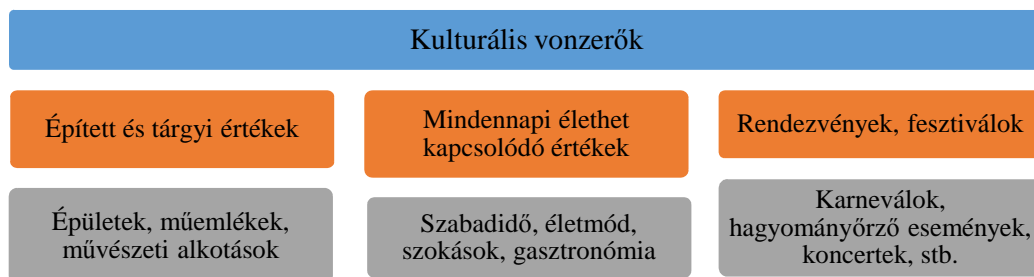 Kulturális vonzerők
Épített és tárgyi értékek
Mindennapi élethet
kapcsolódó értékek
Rendezvények, fesztiválok
Épületek, műemlékek,
művészeti alkotások
Szabadidő, életmód,
szokások, gasztronómia
Karneválok,
hagyományőrző események,
koncertek, stb.